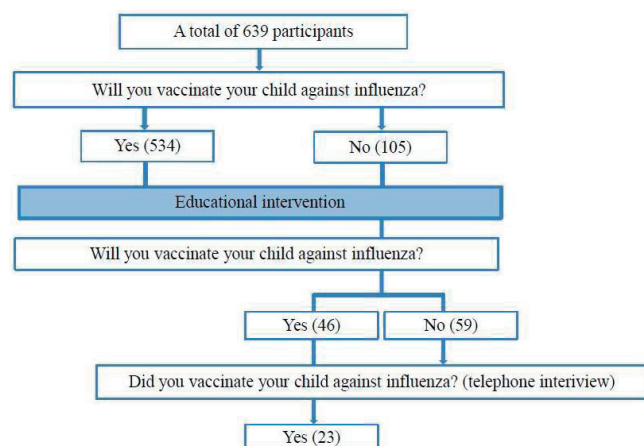 A total of 639 participants
Will you vaccinate your child against influenza?
Yes (534)
No (105)
Educational intervention
Will you vaccinate your child against influenza?
Yes (46)
No (59)
Did you vaccinate your child against influenza? (telephone interiview)
Yes (23)